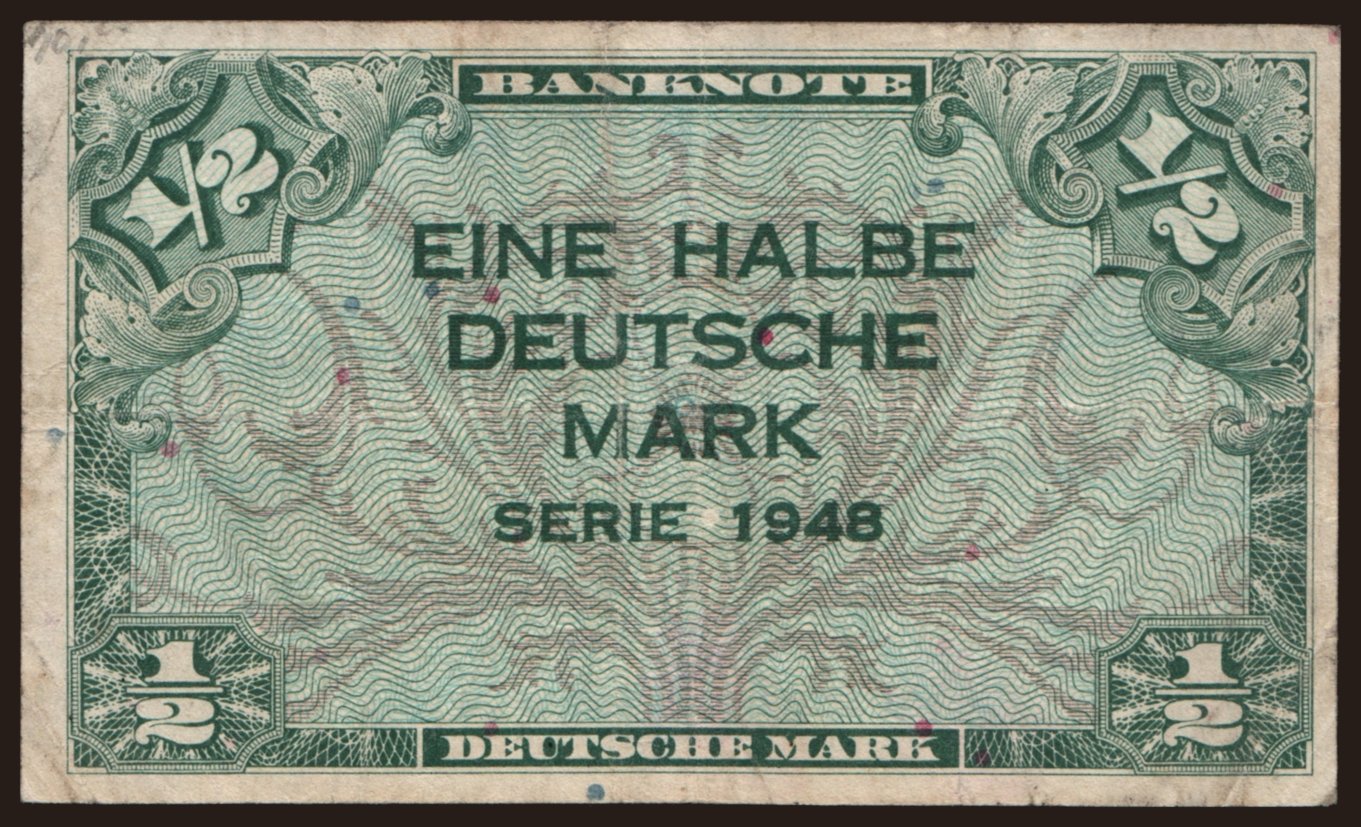 BANKNOTE
1/2
1/2
EINE HALBE
DEUTSCHE
MARK
SERIE 1948
1/2
1/2
DEUTSCHE MARK